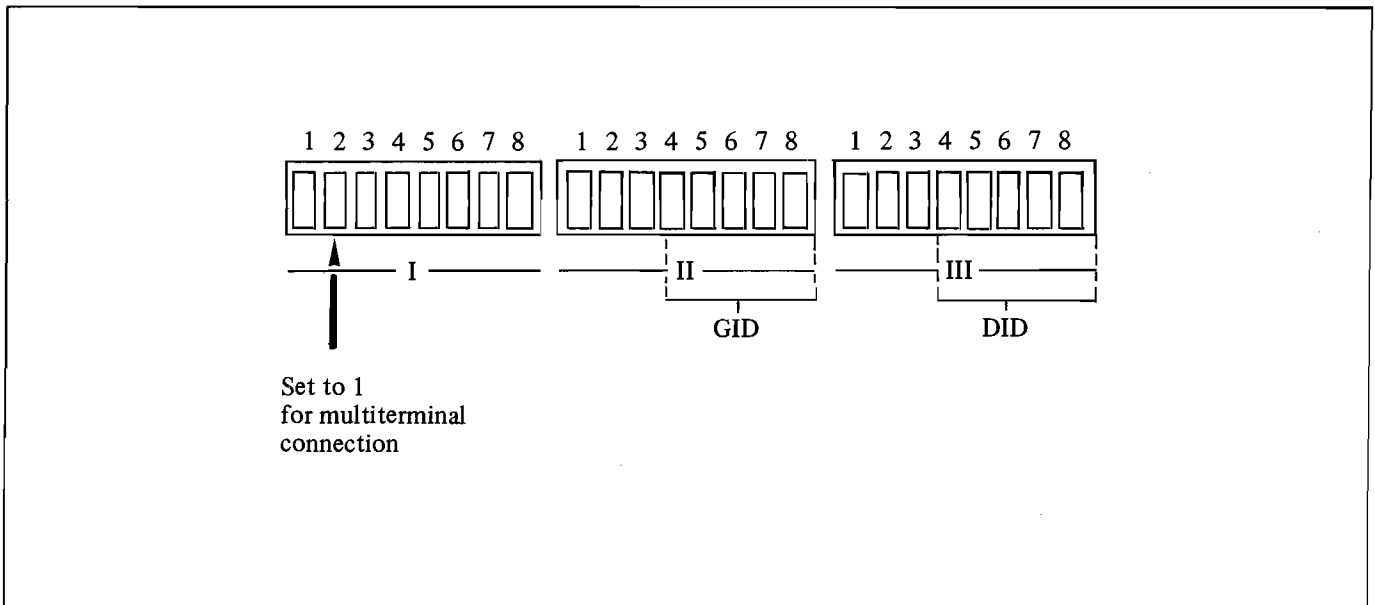 1 2 3 4 5 6 7 8 1 2 3 4 5 6 7 8 1 2 3 4 5 6 7 8
I II III
GID DID
Set to 1
for multiterminal
connection